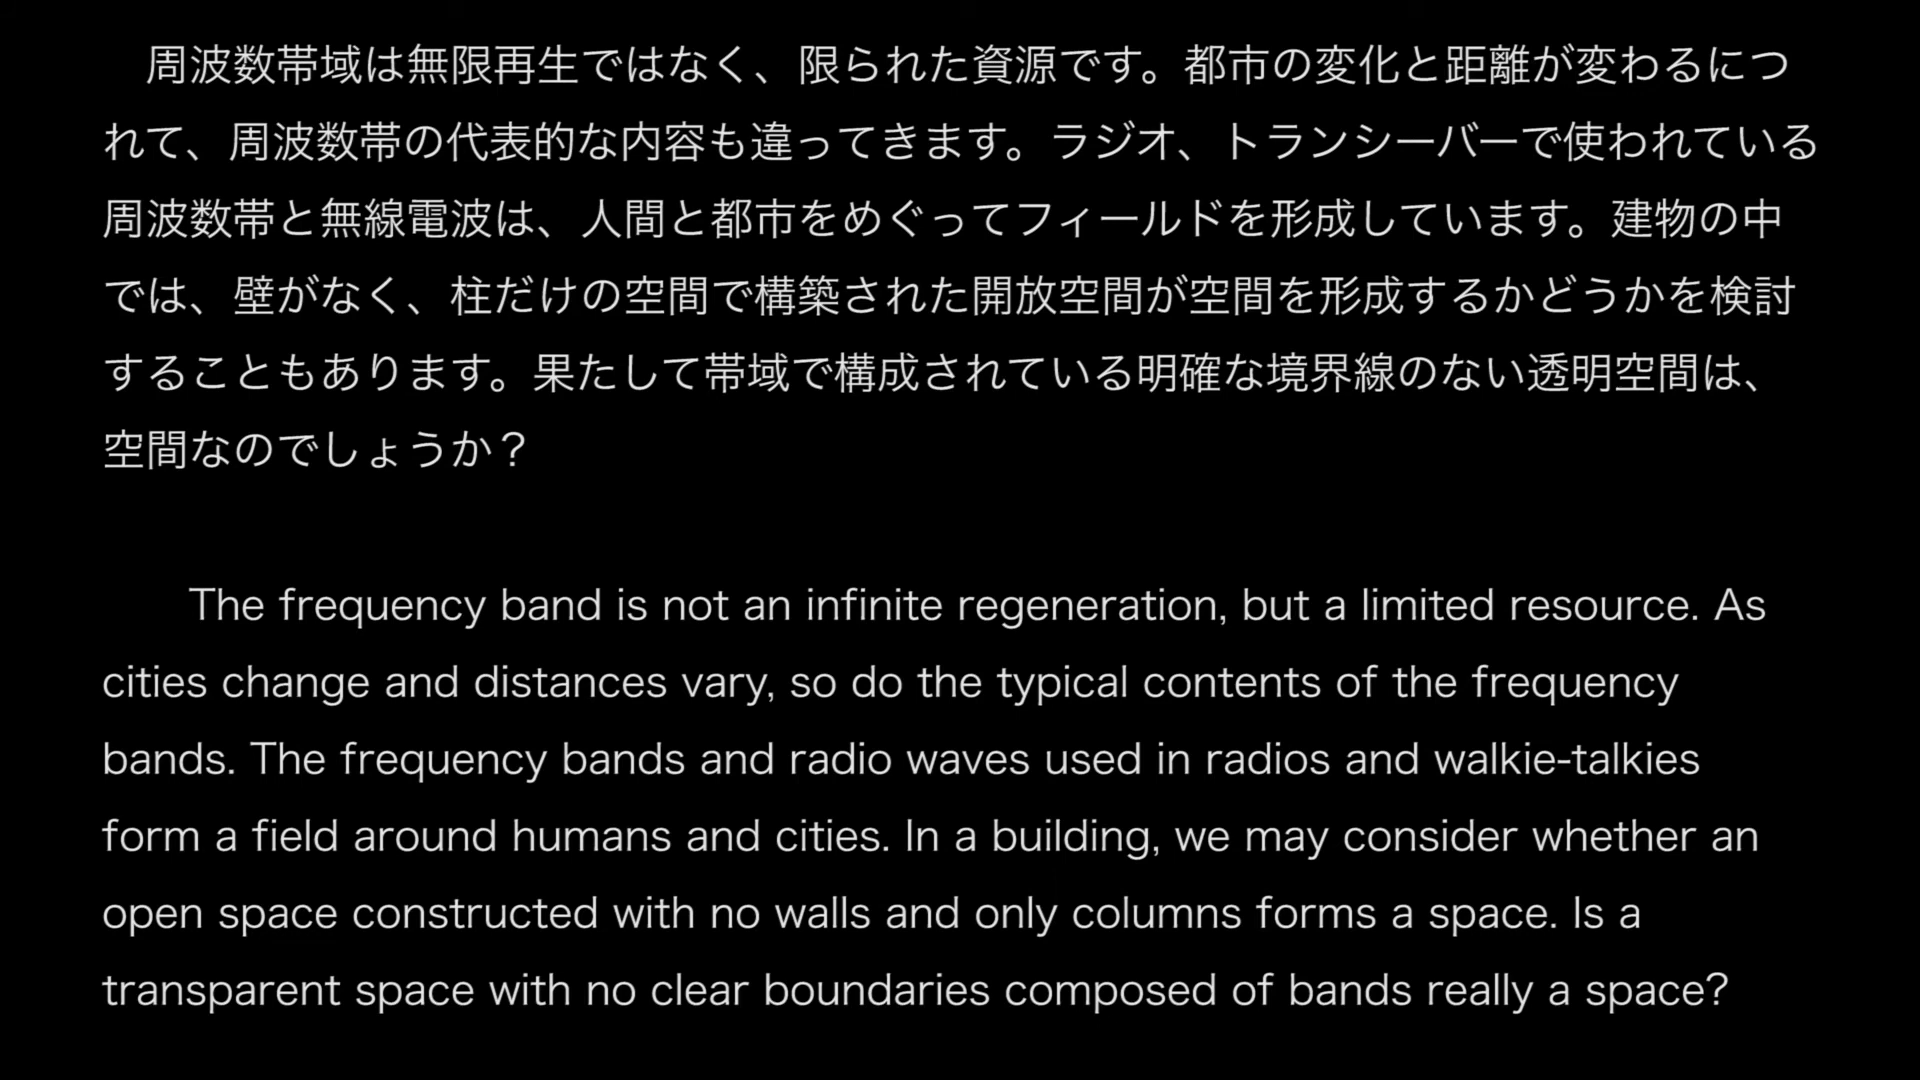 周波数帯域は無限再生ではなく、限られた資源です。都市の変化と距離が変わるにつ
れて、周波数帯の代表的な内容も違ってきます。ラジオ、トランシーバーで使われている
周波数帯と無線電波は、人間と都市をめぐってフィールドを形成しています。建物の中
では、壁がなく、柱だけの空間で構築された開放空間が空間を形成するかどうかを検討
することもあります。果たして帯域で構成されている明確な境界線のない透明空間は、
空間なのでしょうか？
The frequency band is not an infinite regeneration, but a limited resource. As
cities change and distances vary, so do the typical contents of the frequency
bands. The frequency bands and radio waves used in radios and walkie-talkies
form a field around humans and cities. In a building, we may consider whether an
open space constructed with no walls and only columns forms a space. Is a
transparent space with no clear boundaries composed of bands really a space?